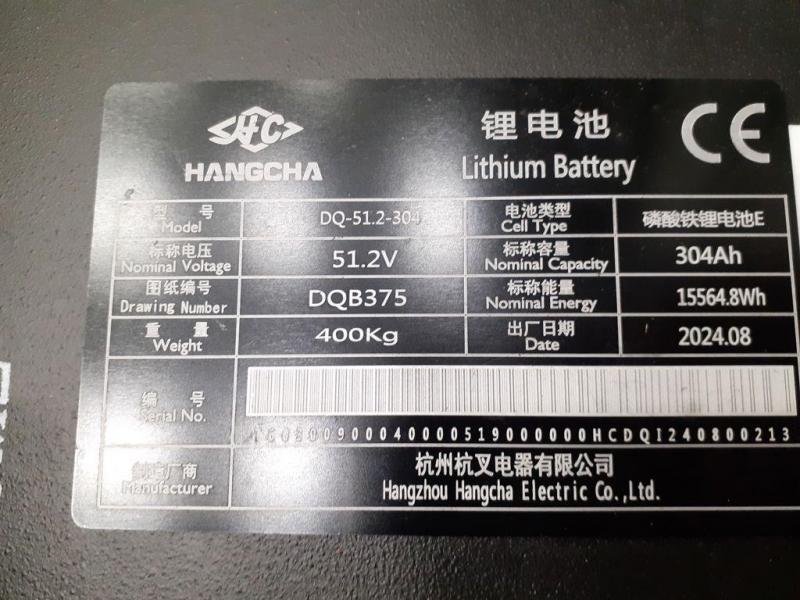 HC
HANGCHA
锂电池
Lithium Battery
CE
型 号
Model
DQ-51.2-304
电池类型
Cell Type
磷酸铁锂电池E
标称电压
Nominal Voltage
51.2V
标称容量
Nominal Capacity
304Ah
图纸编号
Drawing Number
DQB375
标称能量
Nominal Energy
15564.8Wh
重 量
Weight
400Kg
出厂日期
Date
2024.08
编 号
Serial No.
制造厂商
Manufacturer
杭州杭叉电器有限公司
Hangzhou Hangcha Electric Co.,Ltd.